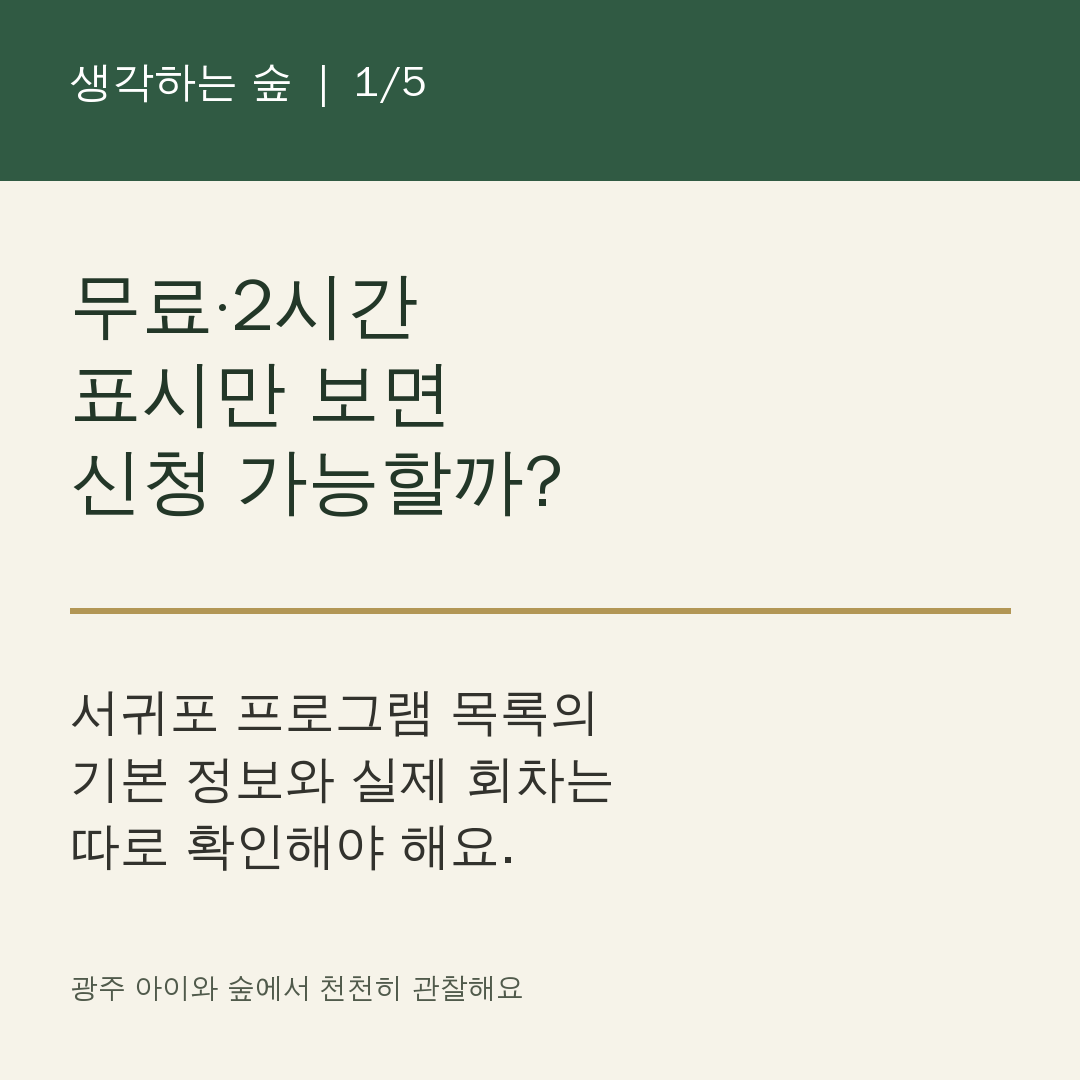 생각하는 숲 | 1/5
무료·2시간
표시만 보면
신청 가능할까?
서귀포 프로그램 목록의
기본 정보와 실제 회차는
따로 확인해야 해요.
광주 아이와 숲에서 천천히 관찰해요